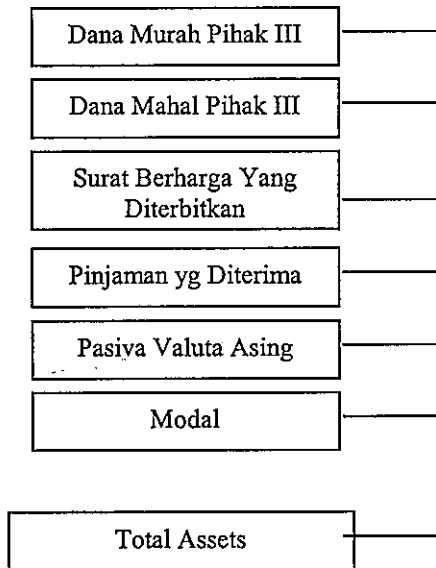 Dana Murah Pihak III
Dana Mahal Pihak III
Surat Berharga Yang
Diterbitkan
Pinjaman yg Diterima
Pasiva Valuta Asing
Modal
Total Assets